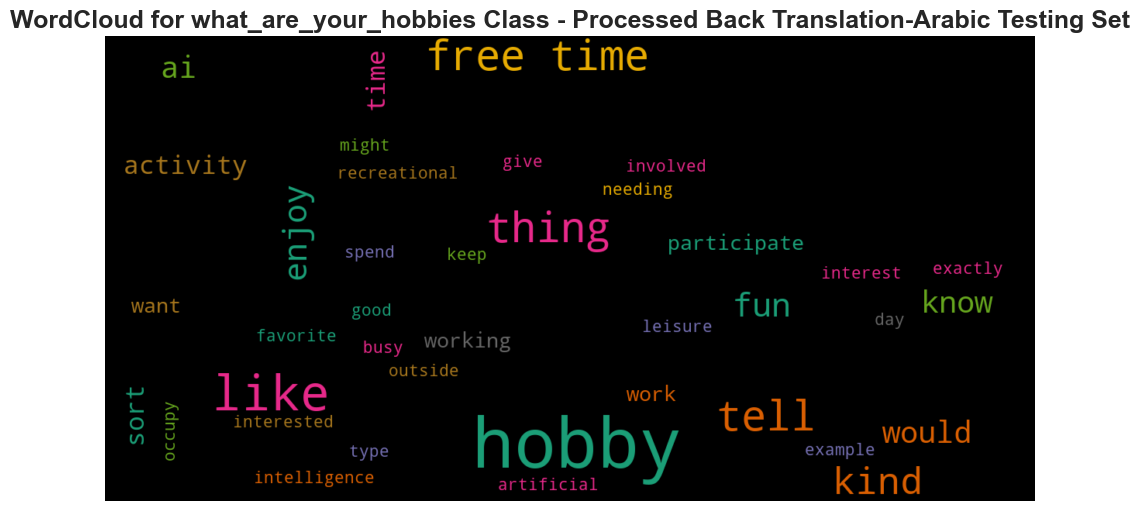 WordCloud for what_are_your_hobbies Class - Processed Back Translation-Arabic Testing Set
free time
ai
time
might
give
activity
recreational
involved
needing
enjoy
thing
participate
spend
keep
interest
exactly
want
good
fun
know
day
favorite
leisure
busy
working
outside
like
work
sort
occupy
interested
tell
hobby
would
type
example
intelligence
artificial
kind